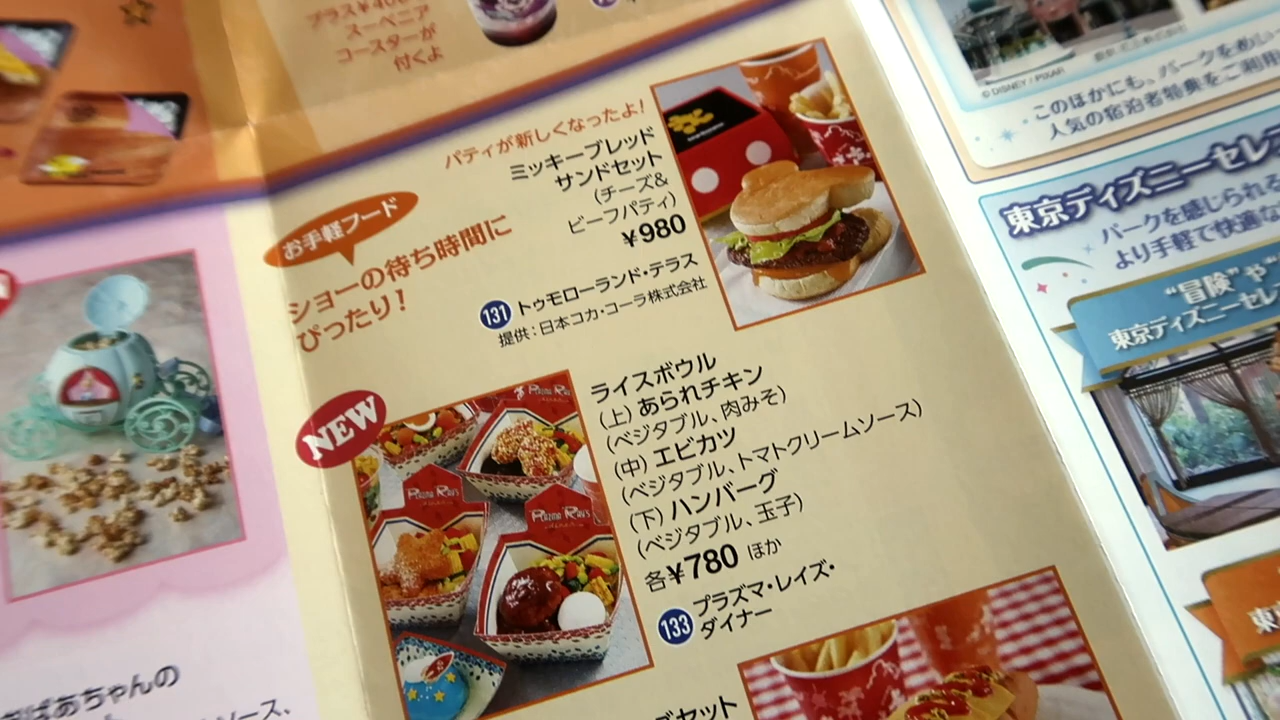 プラス¥400で
スーベニア
コースターが
付くよ
パティが新しくなったよ!
ミッキーブレッド
サンドセット
(チーズ&
ビーフパティ)
¥980
お手軽フード
ショーの待ち時間に
ぴったり!
131 トゥモローランド・テラス
提供:日本コカ・コーラ株式会社
NEW
ライスボウル
(上) あられチキン
(ベジタブル、肉みそ)
(中) エビカツ
(ベジタブル、トマトクリームソース)
(下) ハンバーグ
(ベジタブル、玉子)
各¥780 ほか
133 プラズマ・レイズ・
ダイナー
セット
ばあちゃんの
ソース、
©DISNEY / PIXAR
このほかにも、パークをめい
人気の宿泊者特典をご利用
東京ディズニーセレ
パークを感じられる
より手軽で快適な
"冒険"や"
東京ディズニーセレ